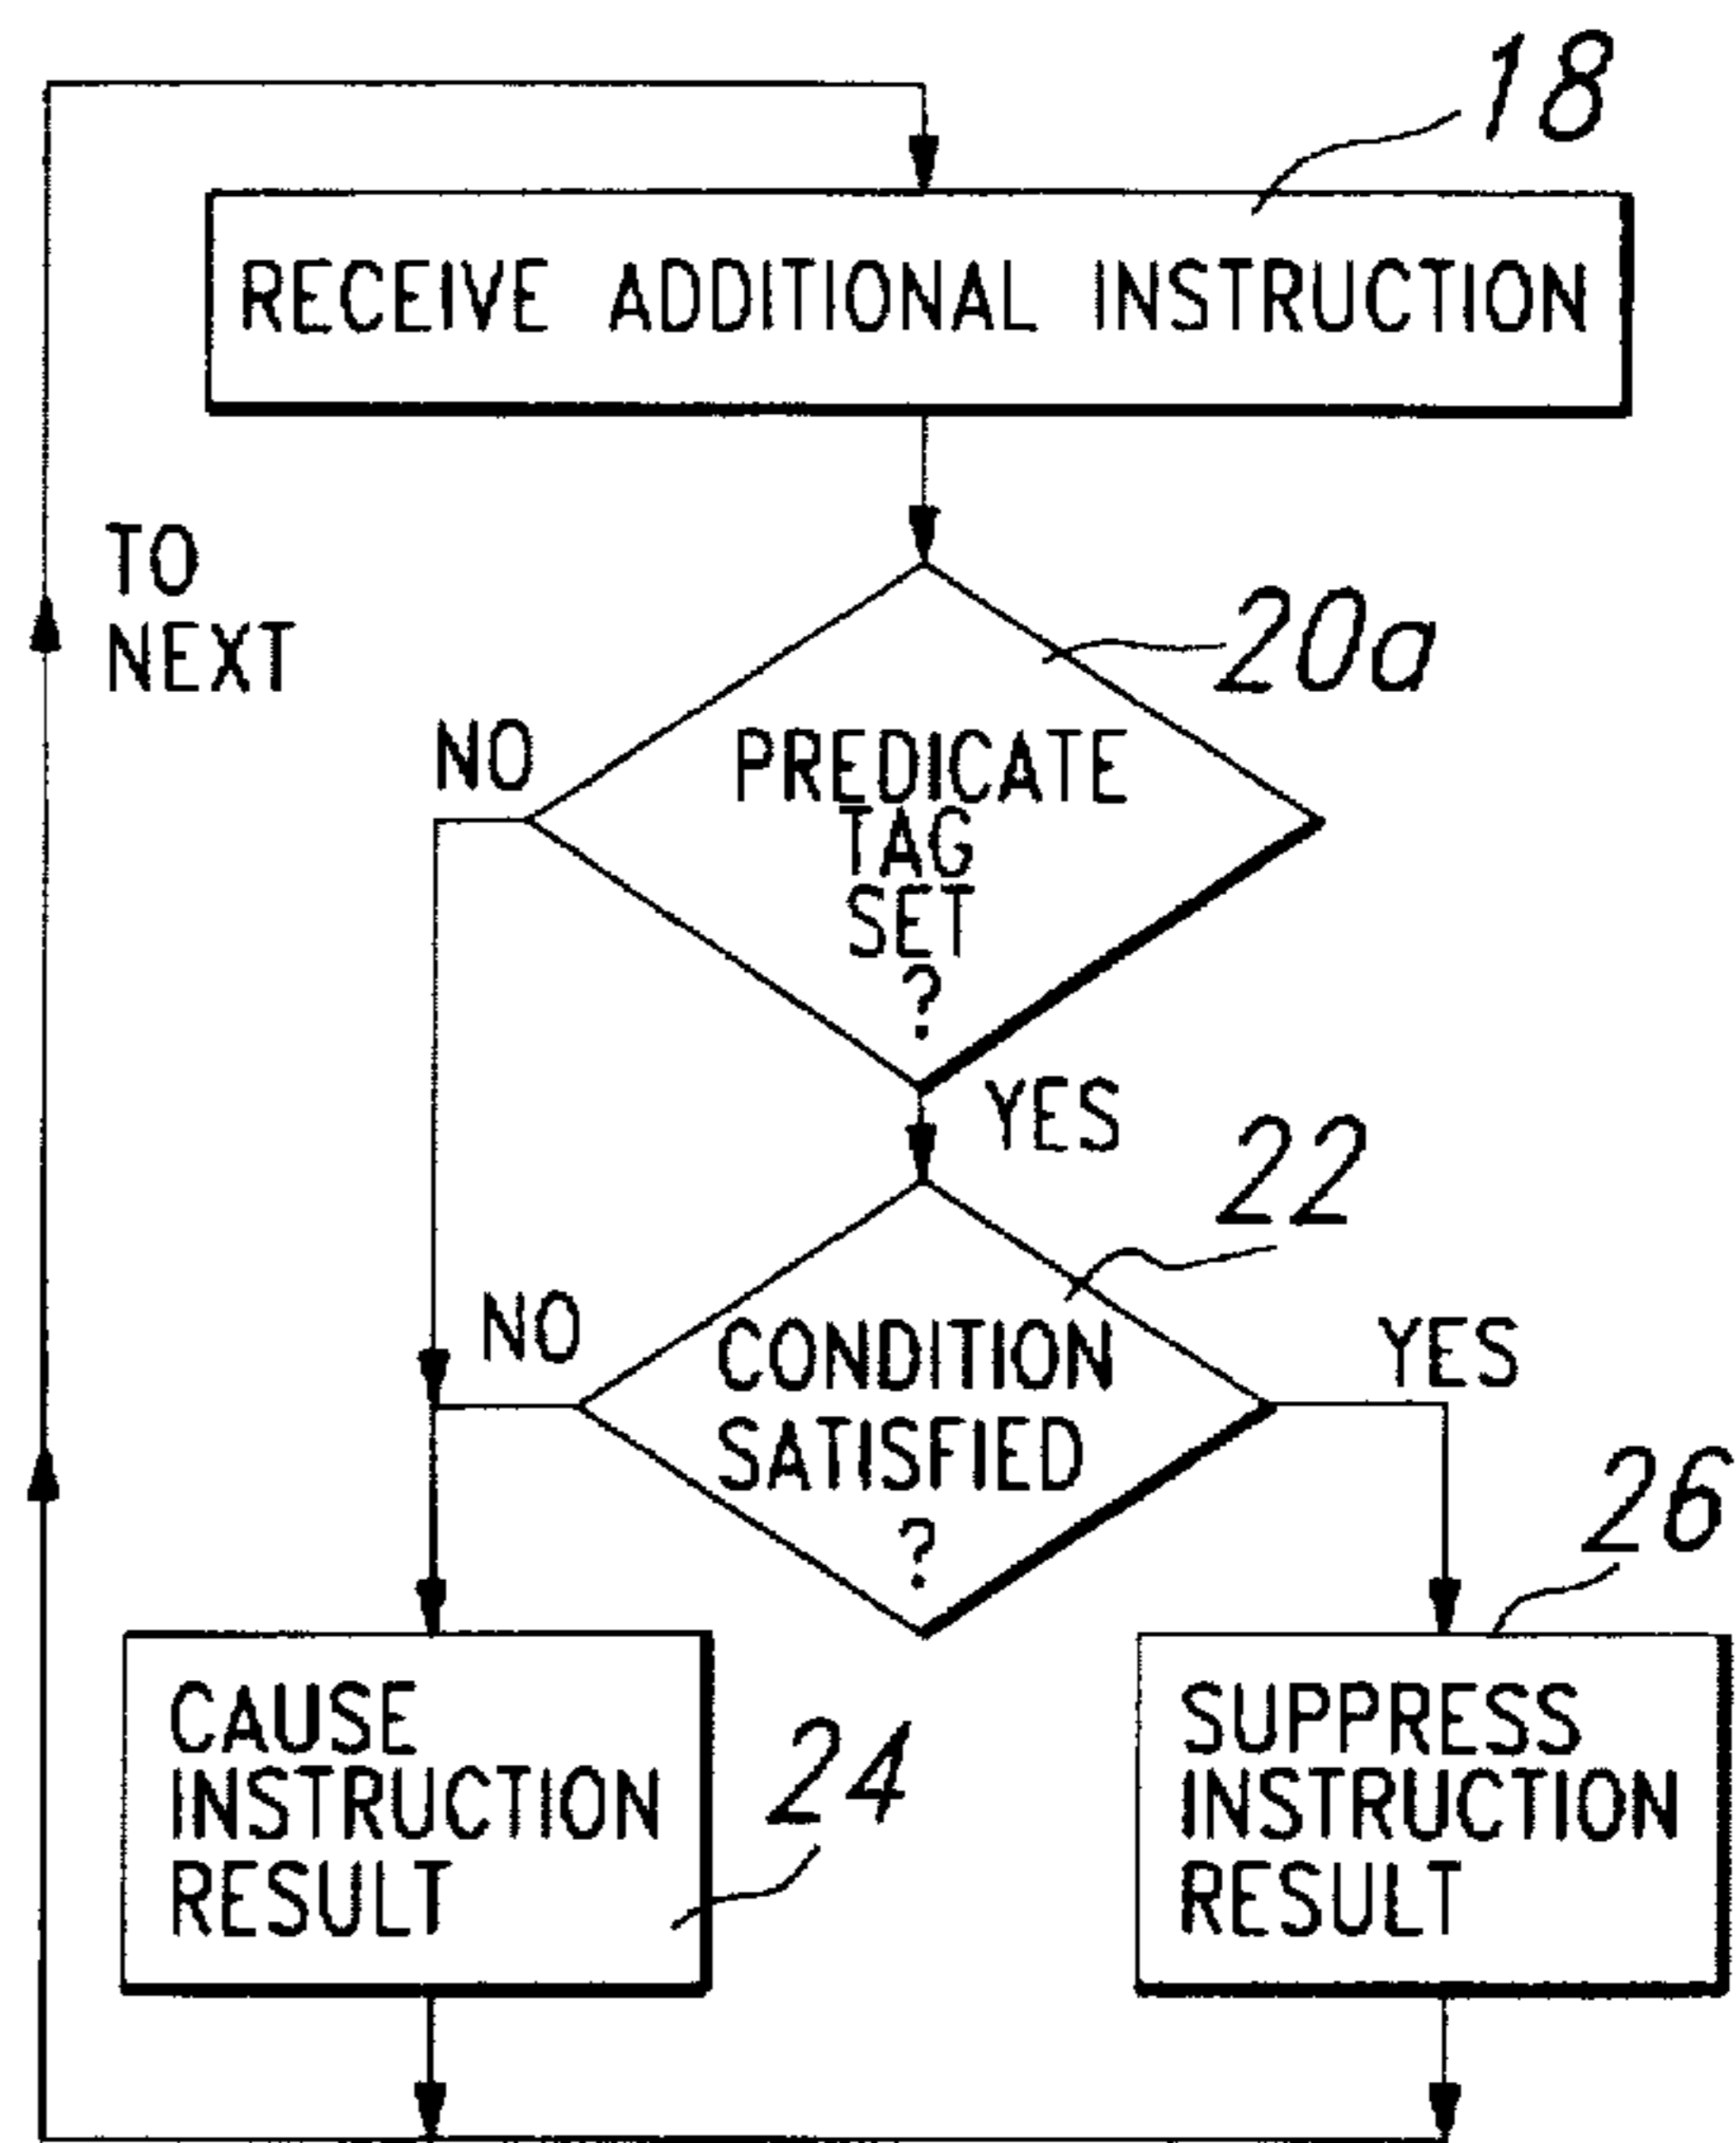 18
RECEIVE ADDITIONAL INSTRUCTION
TO
NEXT
20a
NO
PREDICATE
TAG
SET
?
YES
22
NO
CONDITION
SATISFIED
?
YES
26
CAUSE
INSTRUCTION
RESULT
24
SUPPRESS
INSTRUCTION
RESULT